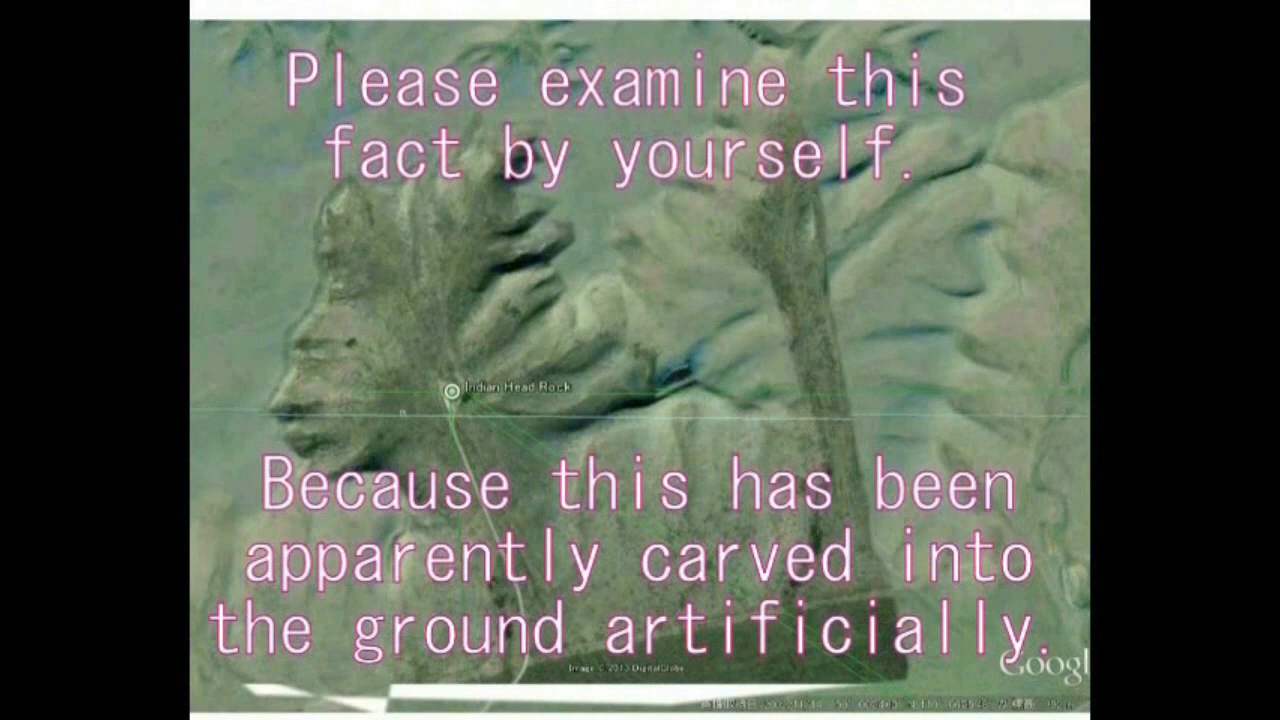 Please examine this
fact by yourself.
Indian Head Rock
Because this has been
apparently carved into
the ground artificially.
Image © 2013 DigitalGlobe
Googl